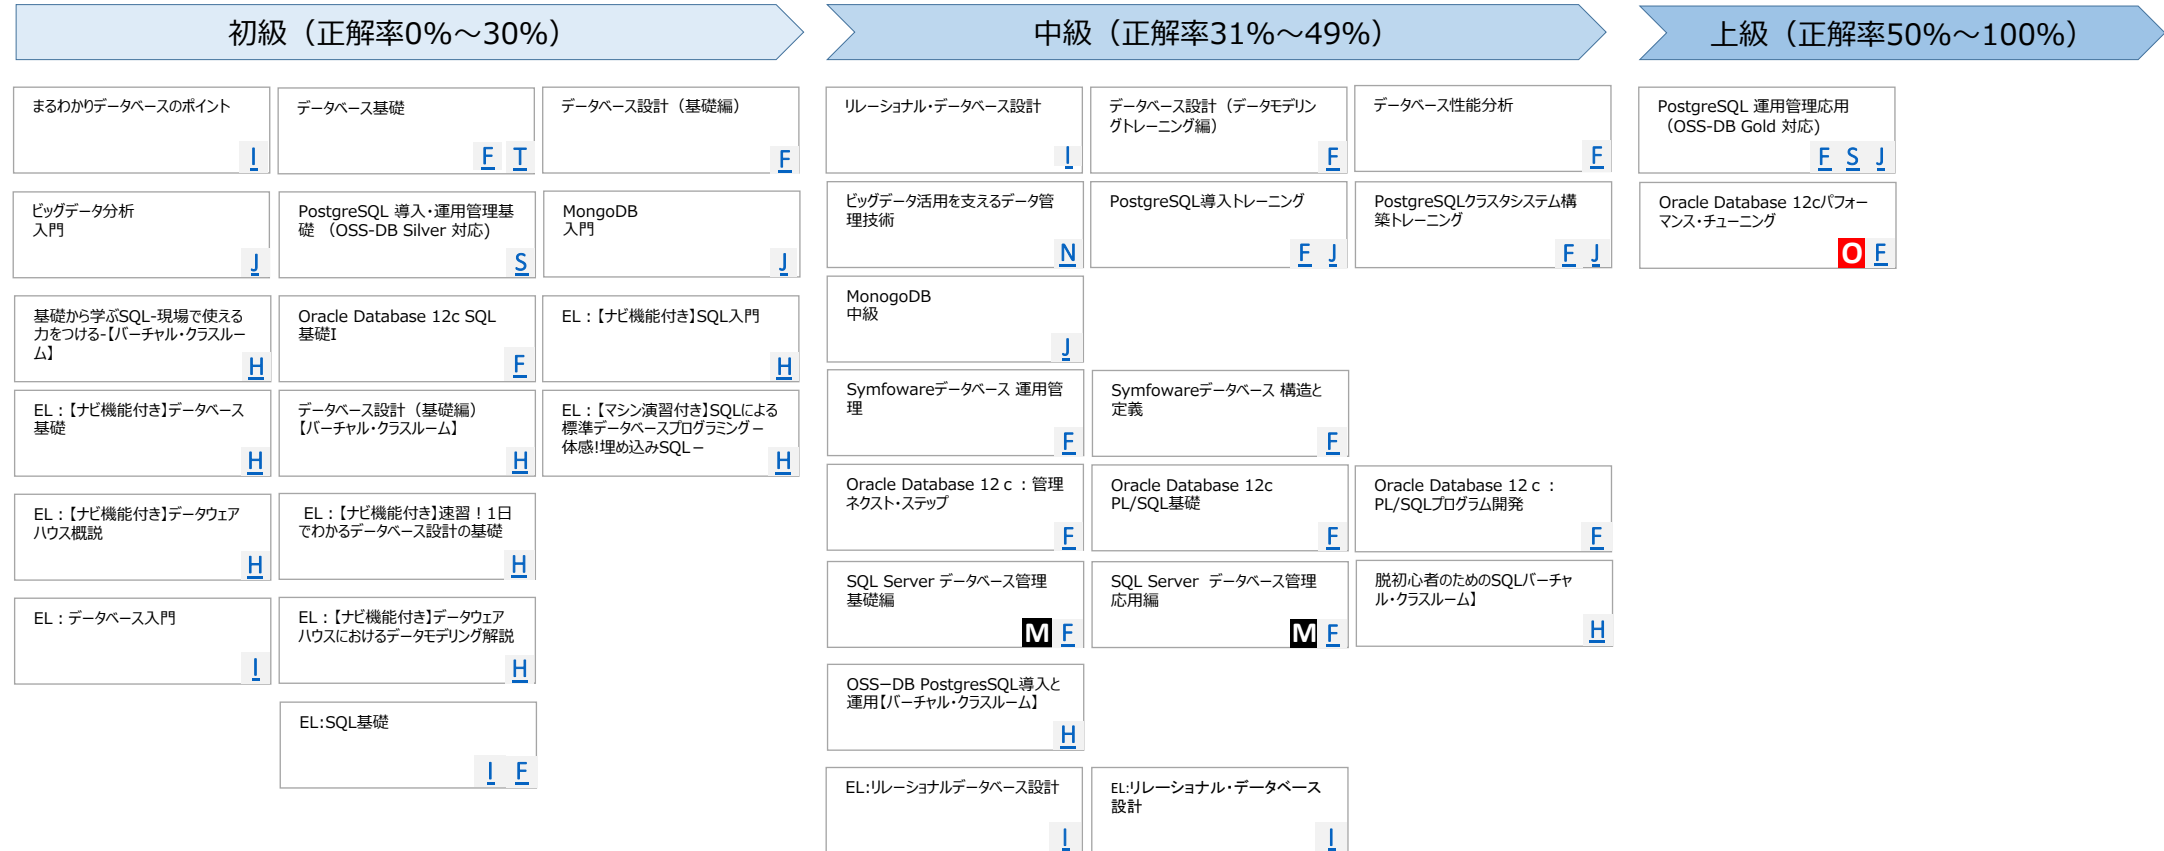 初級（正解率0%～30%）
中級（正解率31%～49%）
上級（正解率50%～100%）
まるわかりデータベースのポイント
I
データベース基礎
F T
データベース設計（基礎編）
F
ビッグデータ分析
入門
J
PostgreSQL 導入・運用管理基
礎 （OSS-DB Silver 対応)
S
MongoDB
入門
J
基礎から学ぶSQL-現場で使える
力をつける-【バーチャル・クラスルー
ム】
H
Oracle Database 12c SQL
基礎I
F
EL：【ナビ機能付き】SQL入門
H
EL：【ナビ機能付き】データベース
基礎
H
データベース設計（基礎編）
【バーチャル・クラスルーム】
H
EL：【マシン演習付き】SQLによる
標準データベースプログラミングー
体感!埋め込みSQLー
H
EL：【ナビ機能付き】データウェア
ハウス概説
H
EL：【ナビ機能付き】速習！1日
でわかるデータベース設計の基礎
H
EL：データベース入門
I
EL：【ナビ機能付き】データウェア
ハウスにおけるデータモデリング解説
H
EL:SQL基礎
I F
リレーショナル・データベース設計
I
データベース設計（データモデリン
グトレーニング編）
F
データベース性能分析
F
ビッグデータ活用を支えるデータ管
理技術
N
PostgreSQL導入トレーニング
F J
PostgreSQLクラスタシステム構
築トレーニング
F J
MonogoDB
中級
J
Symfowareデータベース 運用管
理
F
Symfowareデータベース 構造と
定義
F
Oracle Database 12ｃ：管理
ネクスト・ステップ
F
Oracle Database 12c
PL/SQL基礎
F
Oracle Database 12ｃ：
PL/SQLプログラム開発
F
SQL Server データベース管理
基礎編
M F
SQL Server データベース管理
応用編
M F
脱初心者のためのSQLバーチャ
ル・クラスルーム】
H
OSSーDB PostgresSQL導入と
運用【バーチャル・クラスルーム】
H
EL:リレーショナルデータベース設計
I
EL:リレーショナル・データベース
設計
I
PostgreSQL 運用管理応用
（OSS-DB Gold 対応)
F S J
Oracle Database 12cパフォー
マンス・チューニング
O F